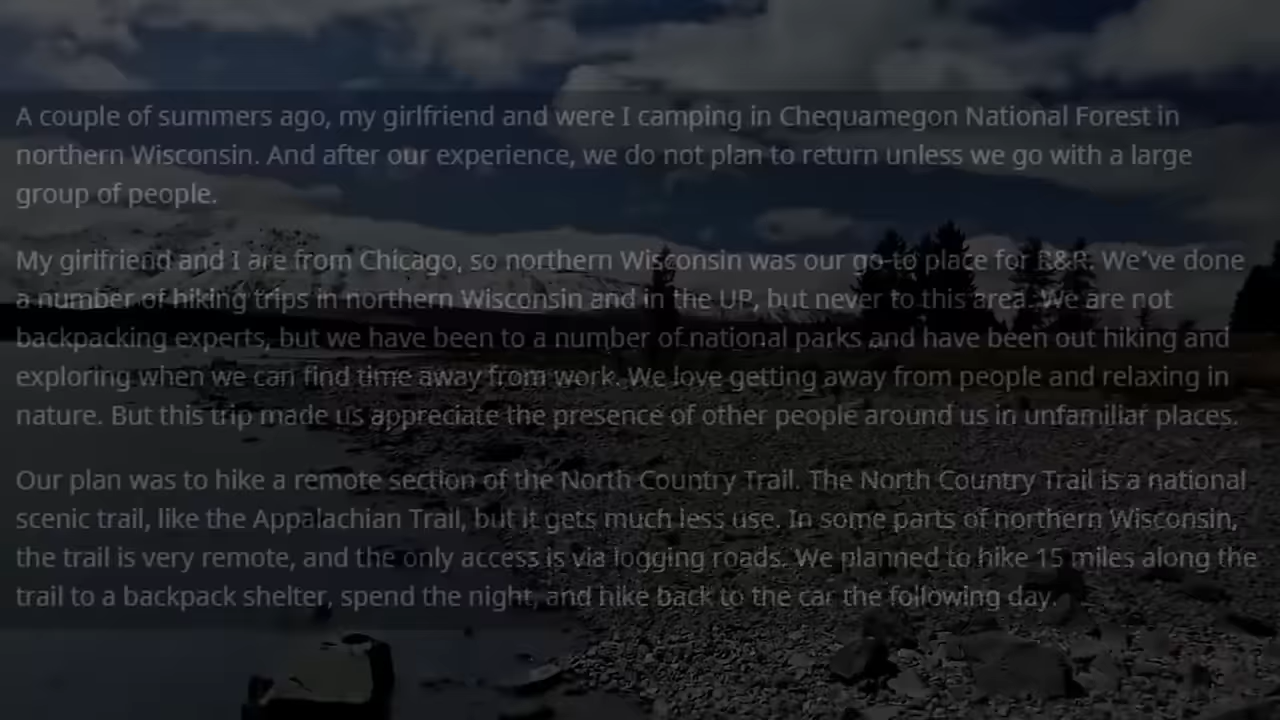 A couple of summers ago, my girlfriend and were I camping in Chequamegon National Forest in
northern Wisconsin. And after our experience, we do not plan to return unless we go with a large
group of people.
My girlfriend and I are from Chicago, so northern Wisconsin was our go-to place for R&R. We've done
a number of hiking trips in northern Wisconsin and in the UP, but never to this area. We are not
backpacking experts, but we have been to a number of national parks and have been out hiking and
exploring when we can find time away from work. We love getting away from people and relaxing in
nature. But this trip made us appreciate the presence of other people around us in unfamiliar places.
Our plan was to hike a remote section of the North Country Trail. The North Country Trail is a national
scenic trail, like the Appalachian Trail, but it gets much less use. In some parts of northern Wisconsin,
the trail is very remote, and the only access is via logging roads. We planned to hike 15 miles along the
trail to a backpack shelter, spend the night, and hike back to the car the following day.